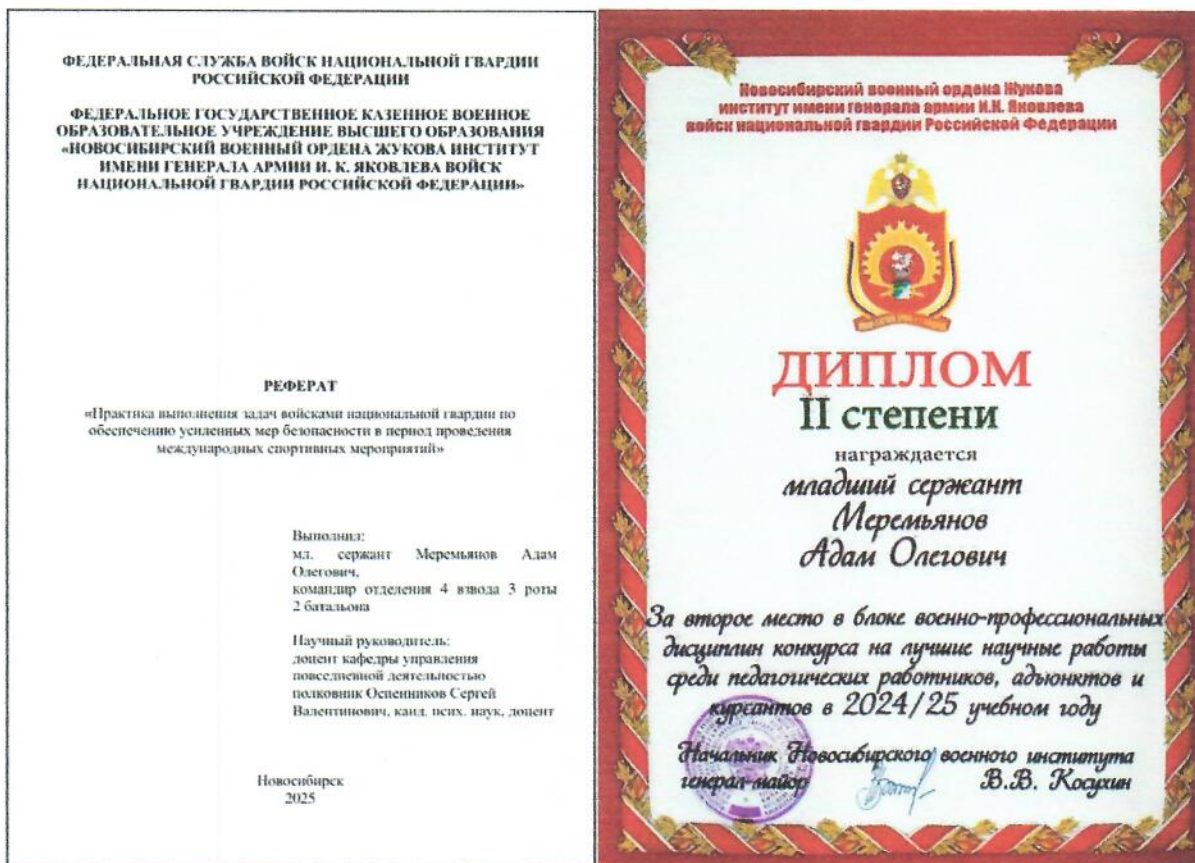 ФЕДЕРАЛЬНАЯ СЛУЖБА ВОЙСК НАЦИОНАЛЬНОЙ ГВАРДИИ
РОССИЙСКОЙ ФЕДЕРАЦИИ
ФЕДЕРАЛЬНОЕ ГОСУДАРСТВЕННОЕ КАЗЕННОЕ ВОЕННОЕ
ОБРАЗОВАТЕЛЬНОЕ УЧРЕЖДЕНИЕ ВЫСШЕГО ОБРАЗОВАНИЯ
«НОВОСИБИРСКИЙ ВОЕННЫЙ ОРДЕНА ЖУКОВА ИНСТИТУТ
ИМЕНИ ГЕНЕРАЛА АРМИИ И. К. ЯКОВЛЕВА ВОЙСК
НАЦИОНАЛЬНОЙ ГВАРДИИ РОССИЙСКОЙ ФЕДЕРАЦИИ»
РЕФЕРАТ
«Практика выполнения задач войсками национальной гвардии по
обеспечению усиленных мер безопасности в период проведения
международных спортивных мероприятий»
Выполнил:
мл. сержант Меремьянов Адам
Олегович,
командир отделения 4 взвода 3 роты
2 батальона
Научный руководитель:
доцент кафедры управления
повседневной деятельностью
полковник Оспенников Сергей
Валентинович, канд. псих. наук, доцент
Новосибирск
2025
Новосибирский военный ордена Жукова
институт имени генерала армии И.К. Яковлева
войск национальной гвардии Российской Федерации
ДИПЛОМ
II степени
награждается
младший сержант
Меремьянов
Адам Олегович
За второе место в блоке военно-профессиональных
дисциплин конкурса на лучшие научные работы
среди педагогических работников, адъюнктов и
курсантов в 2024/25 учебном году
Начальник Новосибирского военного института
генерал-майор В.В. Косухин